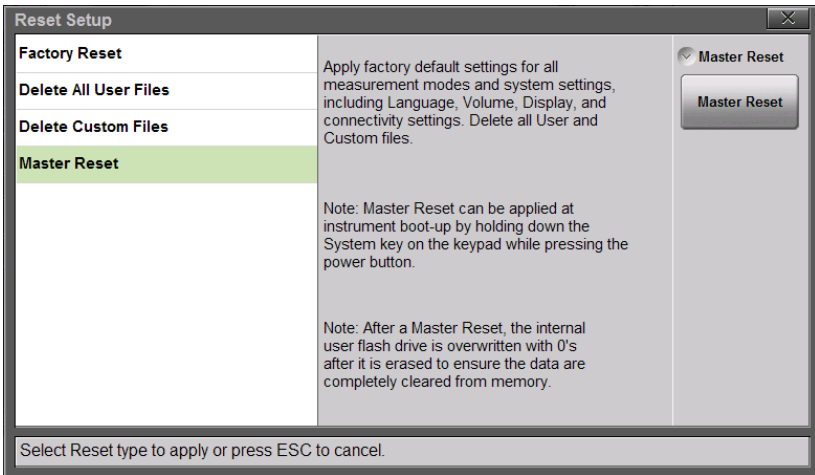 Reset Setup
Factory Reset
Delete All User Files
Delete Custom Files
Master Reset
Apply factory default settings for all
measurement modes and system settings,
including Language, Volume, Display, and
connectivity settings. Delete all User and
Custom files.
Note: Master Reset can be applied at
instrument boot-up by holding down the
System key on the keypad while pressing the
power button.
Note: After a Master Reset, the internal
user flash drive is overwritten with 0's
after it is erased to ensure the data are
completely cleared from memory.
Master Reset
Master Reset
Select Reset type to apply or press ESC to cancel.